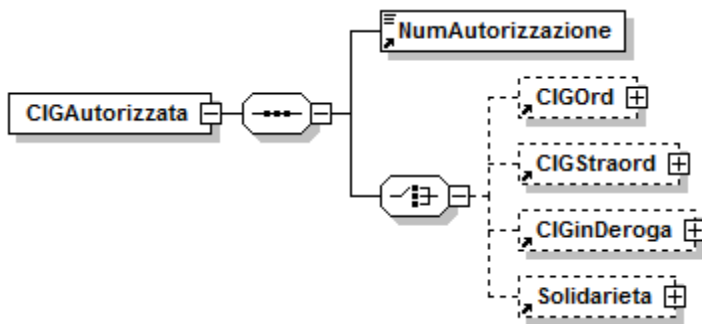 NumAutorizzazione
CIGAutorizzata
CIGOrd
CIGStraord
CIGinDeroga
Solidarieta